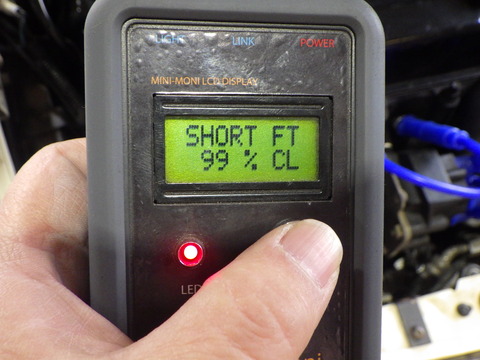 LINK
POWER
MINI-MONI LCD DISPLAY
SHORT FT
99 % CL
LED